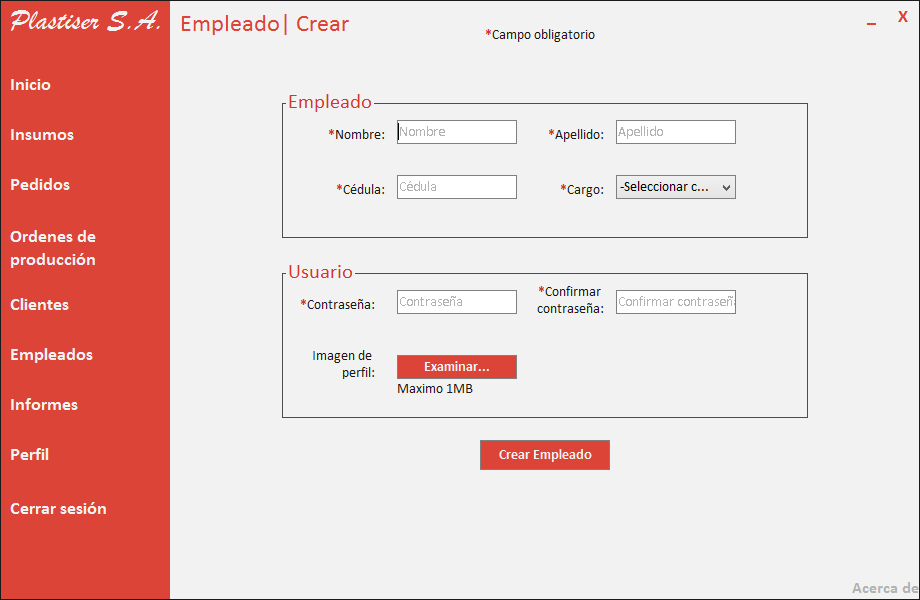 Plastiser S.A.
Inicio
Insumos
Pedidos
Ordenes de
producción
Clientes
Empleados
Informes
Perfil
Cerrar sesión
Empleado| Crear
*Campo obligatorio
_ X
Empleado
*Nombre: Nombre *Apellido: Apellido
*Cédula: Cédula *Cargo: -Seleccionar c...
Usuario
*Contraseña: Contraseña
*Confirmar
contraseña: Confirmar contraseñ
Imagen de
perfil:
Examinar...
Maximo 1MB
Crear Empleado
Acerca de